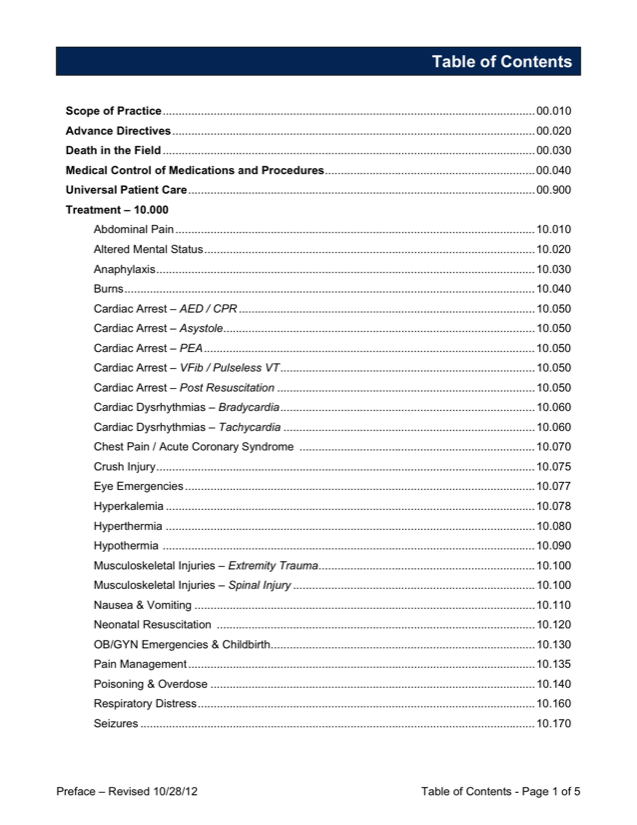 Table of Contents
Scope of Practice........................................00.010
Advance Directives........................................00.020
Death in the Field........................................00.030
Medical Control of Medications and Procedures........................................00.040
Universal Patient Care........................................00.900
Treatment – 10.000
Abdominal Pain........................................10.010
Altered Mental Status........................................10.020
Anaphylaxis........................................10.030
Burns........................................10.040
Cardiac Arrest – AED / CPR........................................10.050
Cardiac Arrest – Asystole........................................10.050
Cardiac Arrest – PEA........................................10.050
Cardiac Arrest – VFib / Pulseless VT........................................10.050
Cardiac Arrest – Post Resuscitation ........................................10.050
Cardiac Dysrhythmias – Bradycardia........................................10.060
Cardiac Dysrhythmias – Tachycardia ........................................10.060
Chest Pain / Acute Coronary Syndrome ........................................10.070
Crush Injury........................................10.075
Eye Emergencies........................................10.077
Hyperkalemia ........................................10.078
Hyperthermia ........................................10.080
Hypothermia ........................................10.090
Musculoskeletal Injuries – Extremity Trauma........................................10.100
Musculoskeletal Injuries – Spinal Injury ........................................10.100
Nausea & Vomiting ........................................10.110
Neonatal Resuscitation ........................................10.120
OB/GYN Emergencies & Childbirth........................................10.130
Pain Management........................................10.135
Poisoning & Overdose ........................................10.140
Respiratory Distress........................................10.160
Seizures ........................................10.170
Preface – Revised 10/28/12 Table of Contents - Page 1 of 5